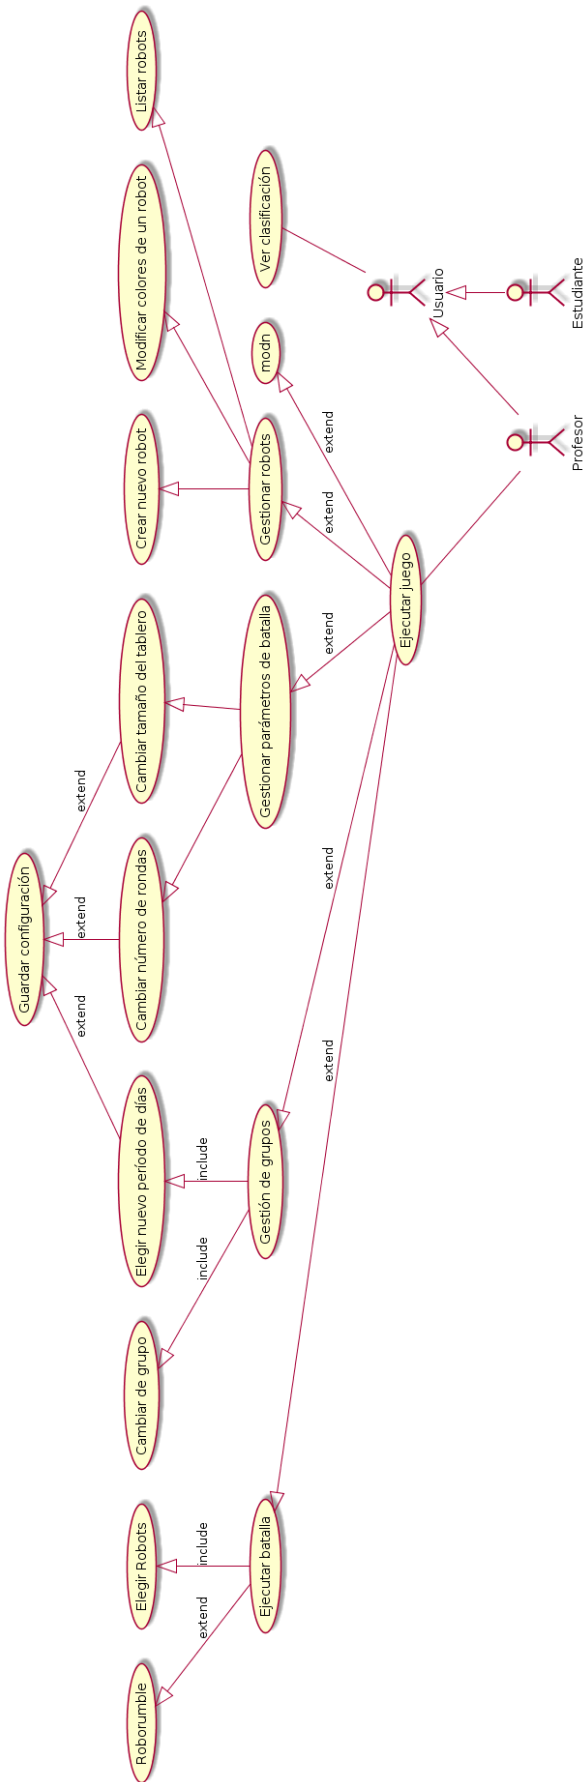 Listar robots
Modificar colores de un robot
Crear nuevo robot
Cambiar tamaño del tablero
Cambiar número de rondas
Elegir nuevo período de días
Cambiar de grupo
Elegir Robots
Roborumble
Guardar configuración
extend
extend
extend
Ver clasificación
modn
Gestionar robots
Gestionar parámetros de batalla
Gestión de grupos
Ejecutar batalla
include
include
include
extend
extend
extend
extend
extend
extend
Ejecutar juego
Usuario
Estudiante
Profesor